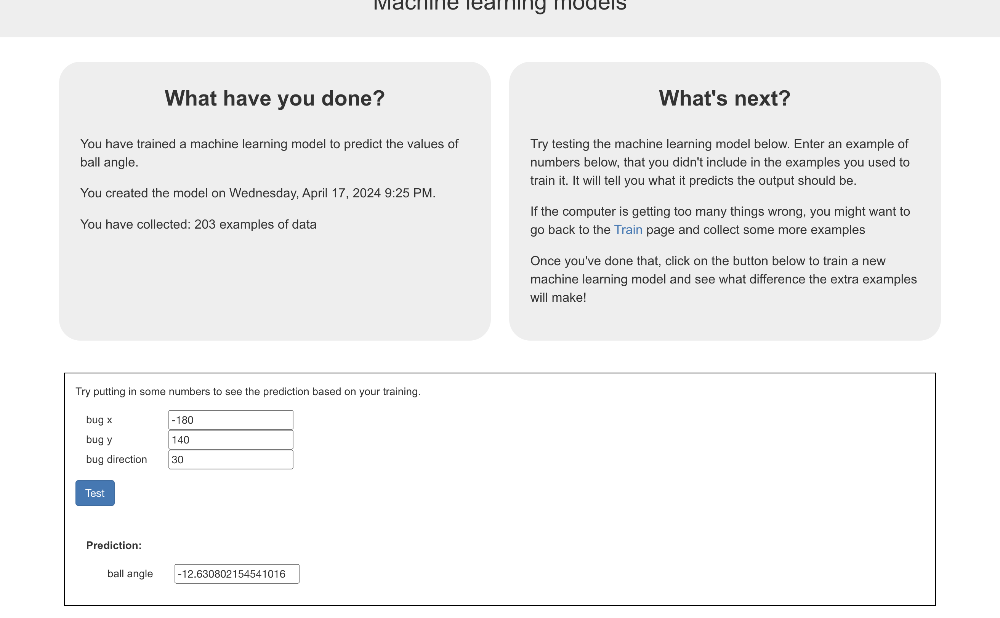 Machine learning models
What have you done?
You have trained a machine learning model to predict the values of
ball angle.
You created the model on Wednesday, April 17, 2024 9:25 PM.
You have collected: 203 examples of data
What's next?
Try testing the machine learning model below. Enter an example of
numbers below, that you didn't include in the examples you used to
train it. It will tell you what it predicts the output should be.
If the computer is getting too many things wrong, you might want to
go back to the Train page and collect some more examples
Once you've done that, click on the button below to train a new
machine learning model and see what difference the extra examples
will make!
Try putting in some numbers to see the prediction based on your training.
bug x -180
bug y 140
bug direction 30
Test
Prediction:
ball angle -12.630802154541016